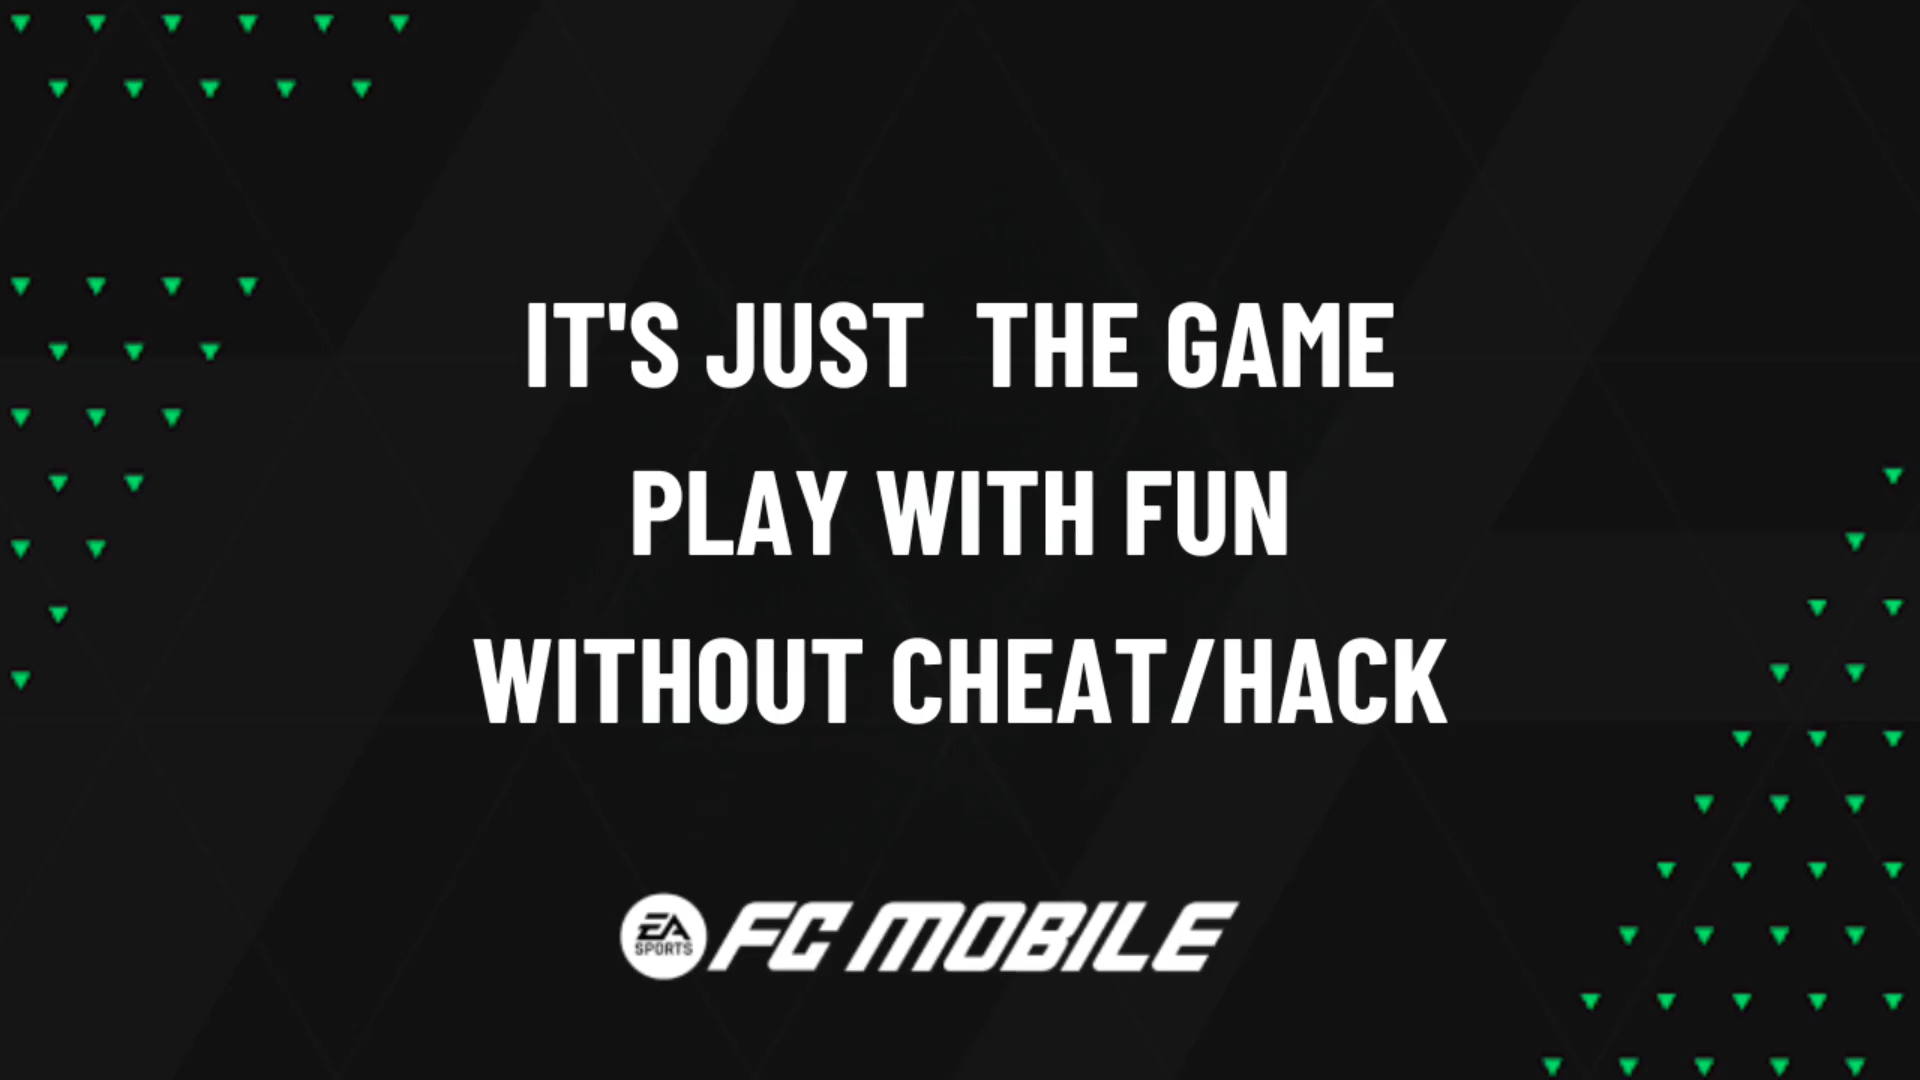 IT'S JUST  THE GAME
PLAY WITH FUN
WITHOUT CHEAT/HACK
EA SPORTS FC MOBILE